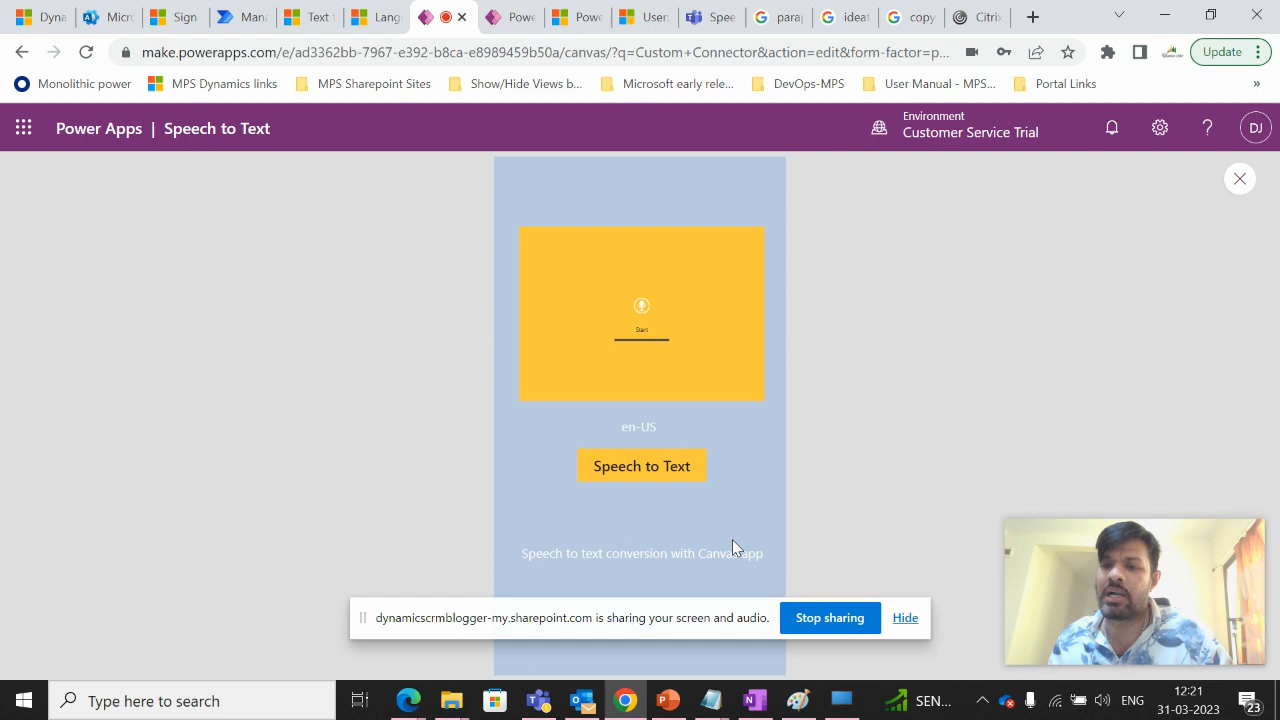 Dyna
Micro
Sign
Mana
Text t
Lang
Powe
Powe
User
Spee
parap
ideat
copy
Citrix
make.powerapps.com/e/ad3362bb-7967-e392-b8ca-e8989459b50a/canvas/?q=Custom+Connector&action=edit&form-factor=p...
Update
Monolithic power
MPS Dynamics links
MPS Sharepoint Sites
Show/Hide Views b...
Microsoft early rele...
DevOps-MPS
User Manual - MPS...
Portal Links
»
Power Apps | Speech to Text
Environment
Customer Service Trial
DJ
Start
en-US
Speech to Text
Speech to text conversion with Canvas app
dynamicscrmblogger-my.sharepoint.com is sharing your screen and audio.
Stop sharing
Hide
Type here to search
SEN...
ENG
12:21
31-03-2023
23